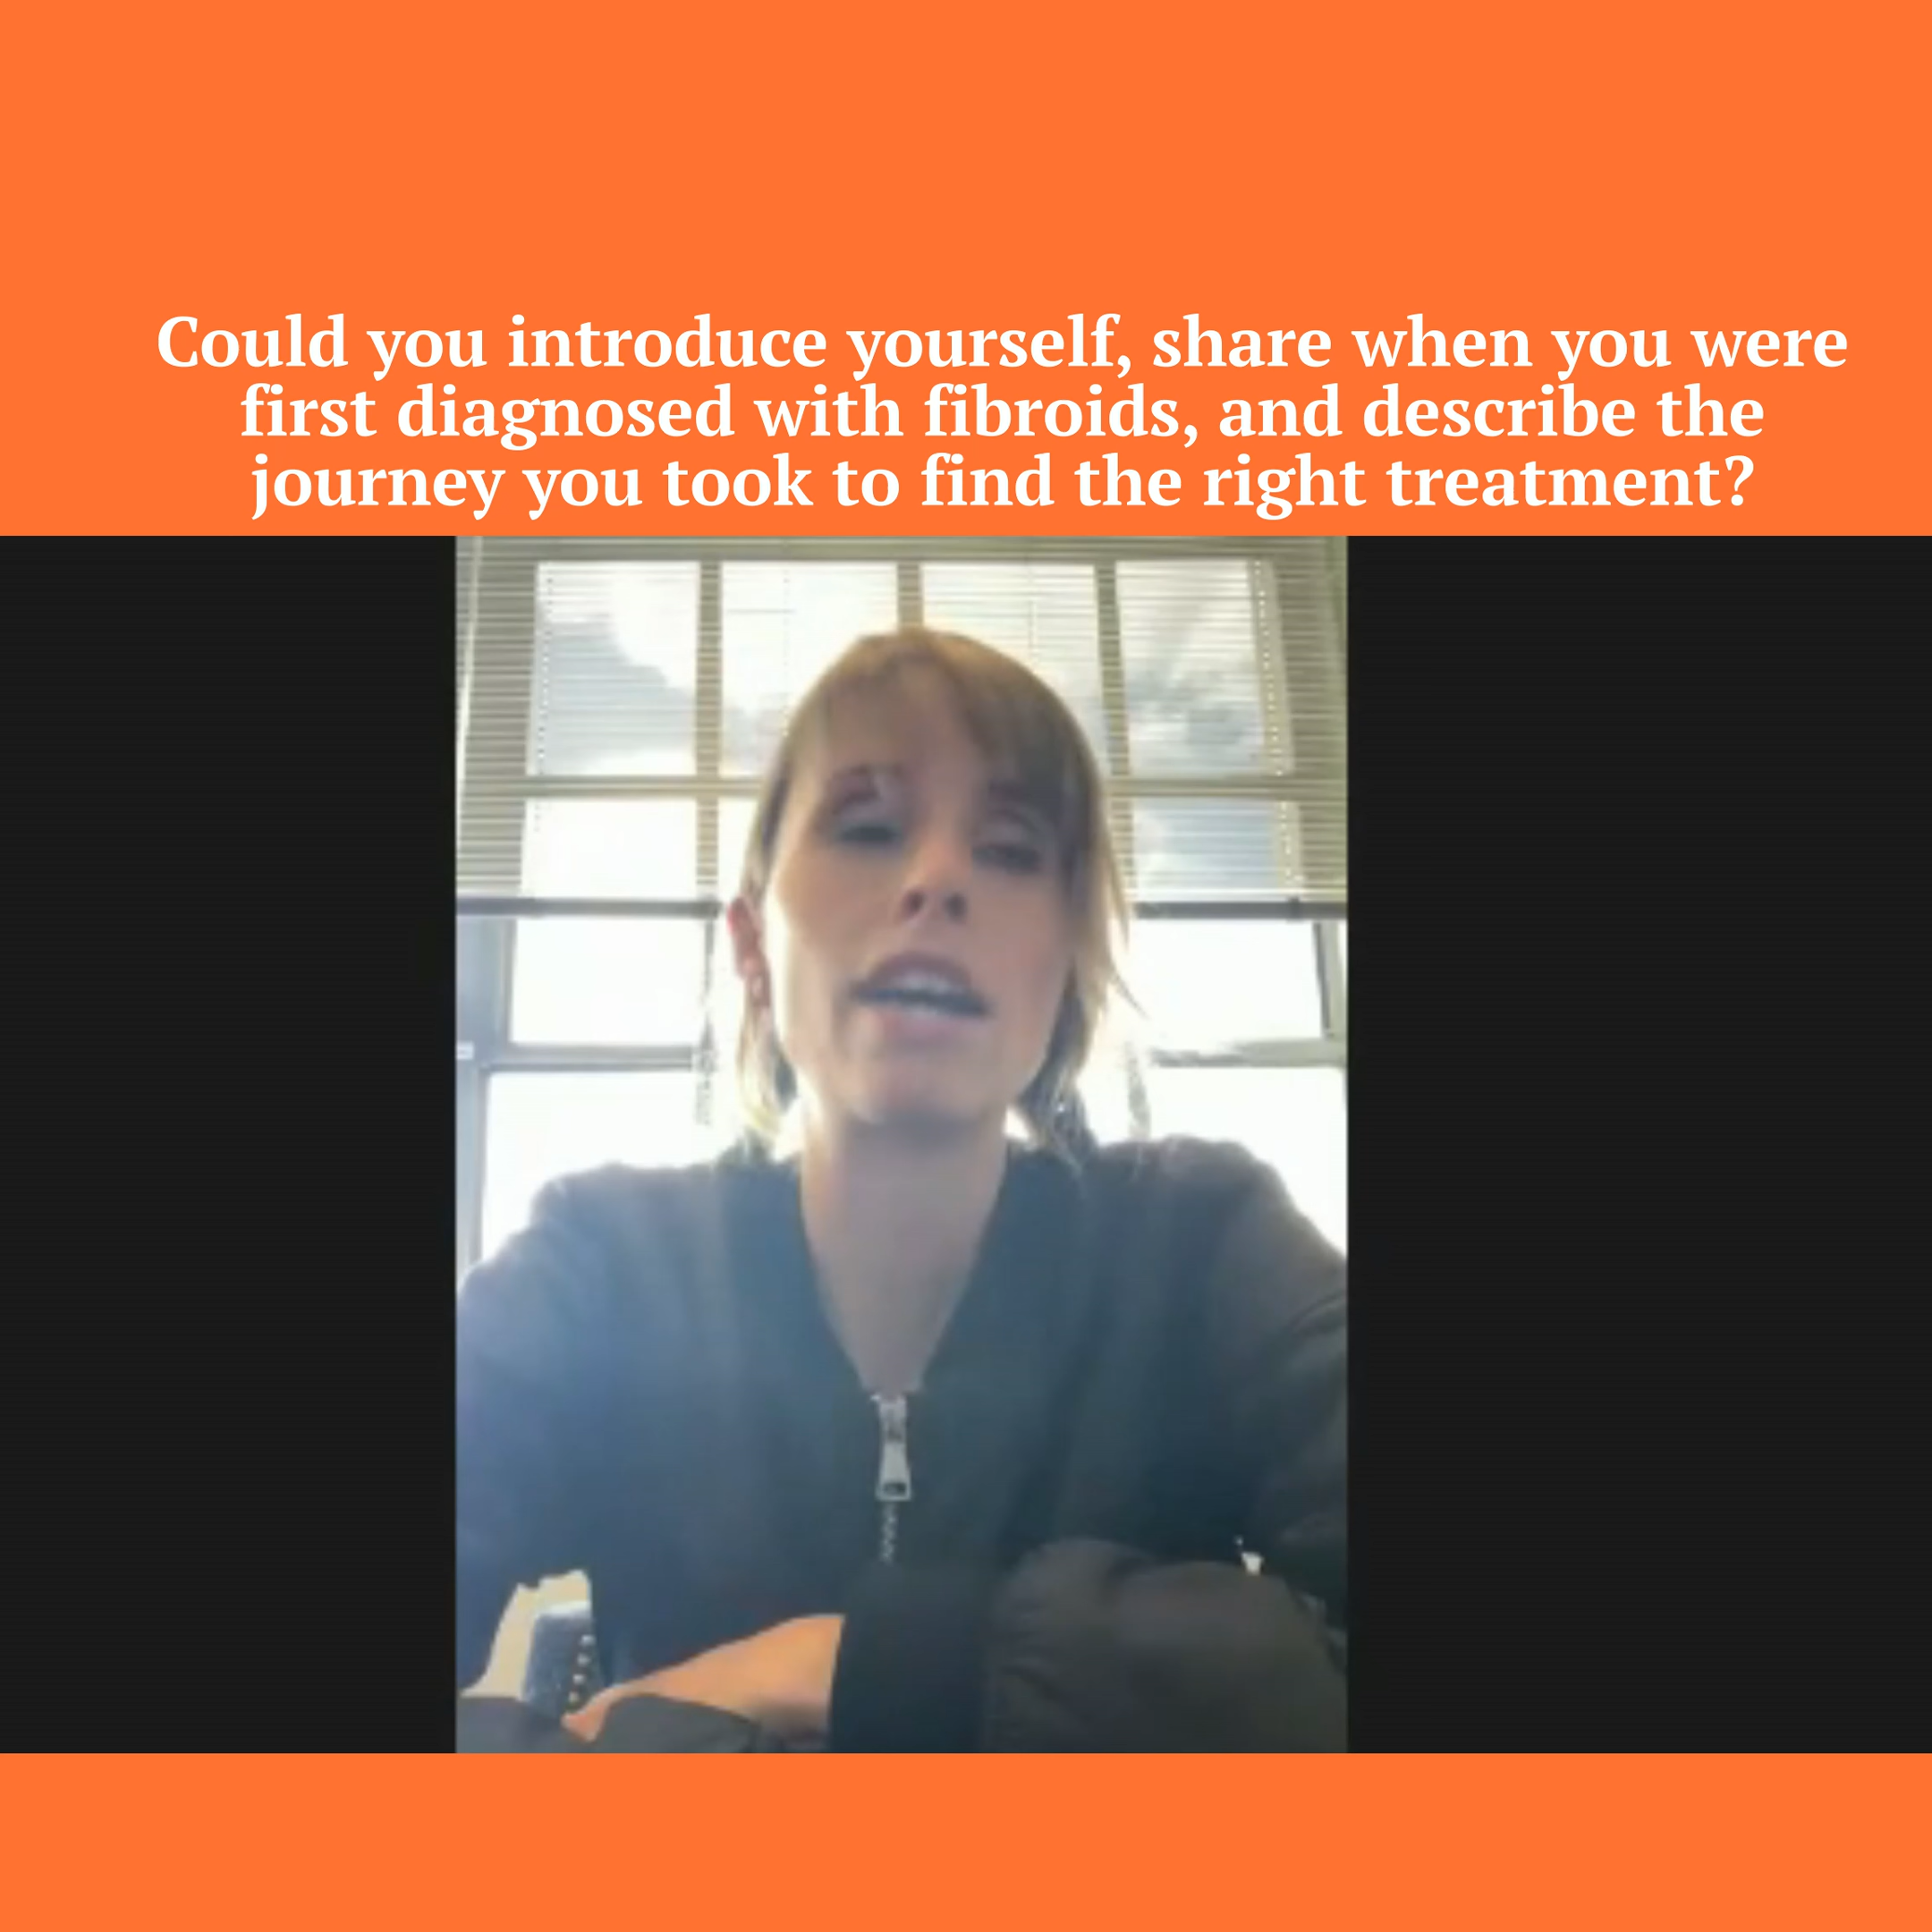 Could you introduce yourself, share when you were
first diagnosed with fibroids, and describe the
journey you took to find the right treatment?